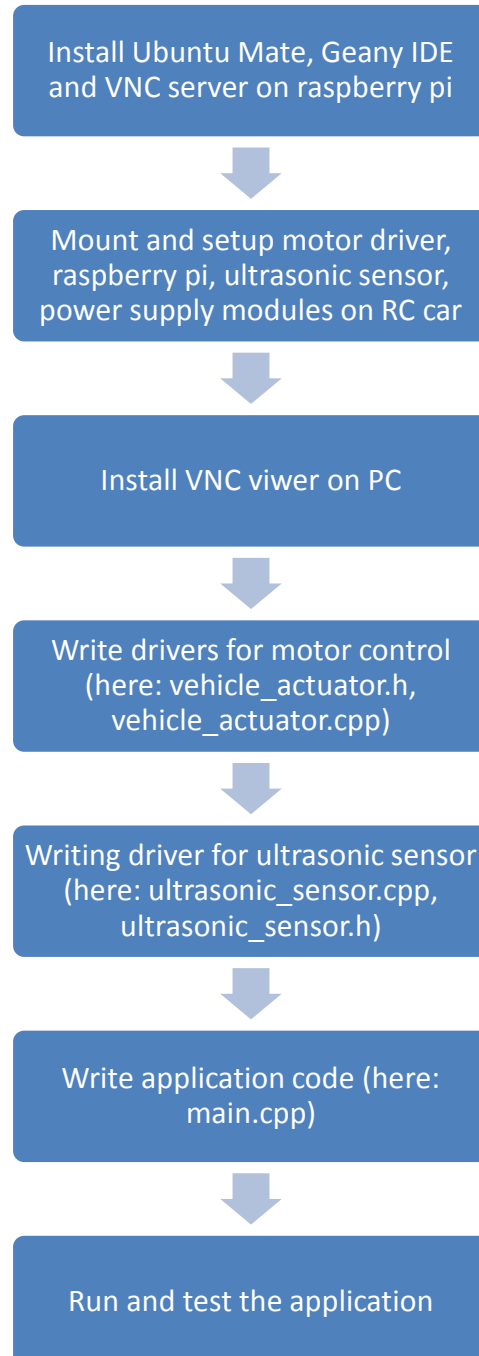 Install Ubuntu Mate, Geany IDE
and VNC server on raspberry pi
Mount and setup motor driver,
raspberry pi, ultrasonic sensor,
power supply modules on RC car
Install VNC viwer on PC
Write drivers for motor control
(here: vehicle_actuator.h,
vehicle_actuator.cpp)
Writing driver for ultrasonic sensor
(here: ultrasonic_sensor.cpp,
ultrasonic_sensor.h)
Write application code (here:
main.cpp)
Run and test the application